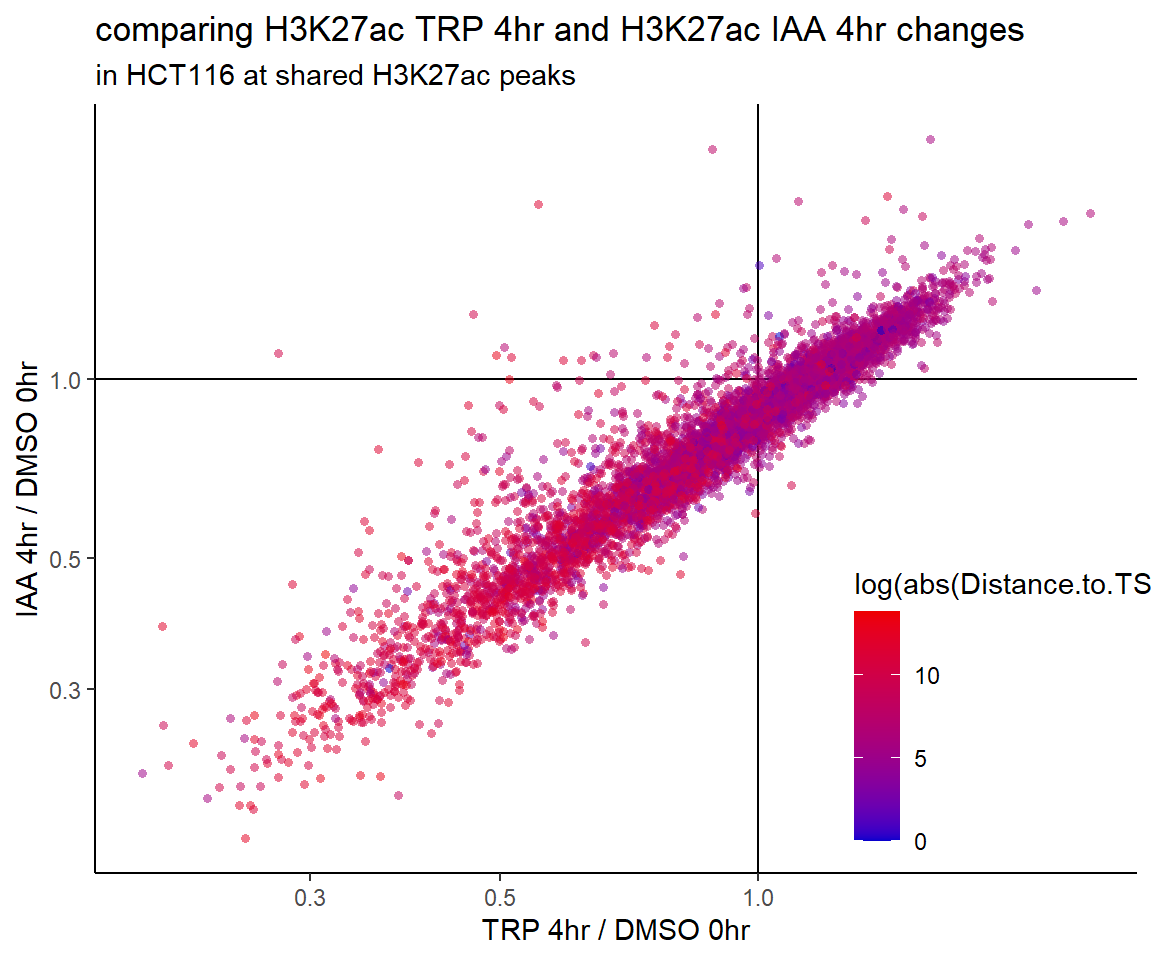 comparing H3K27ac TRP 4hr and H3K27ac IAA 4hr changes
in HCT116 at shared H3K27ac peaks
IAA 4hr / DMSO 0hr
1.0
0.5
0.3
log(abs(Distance.to.TS
10
5
0
0.3 0.5 1.0
TRP 4hr / DMSO 0hr